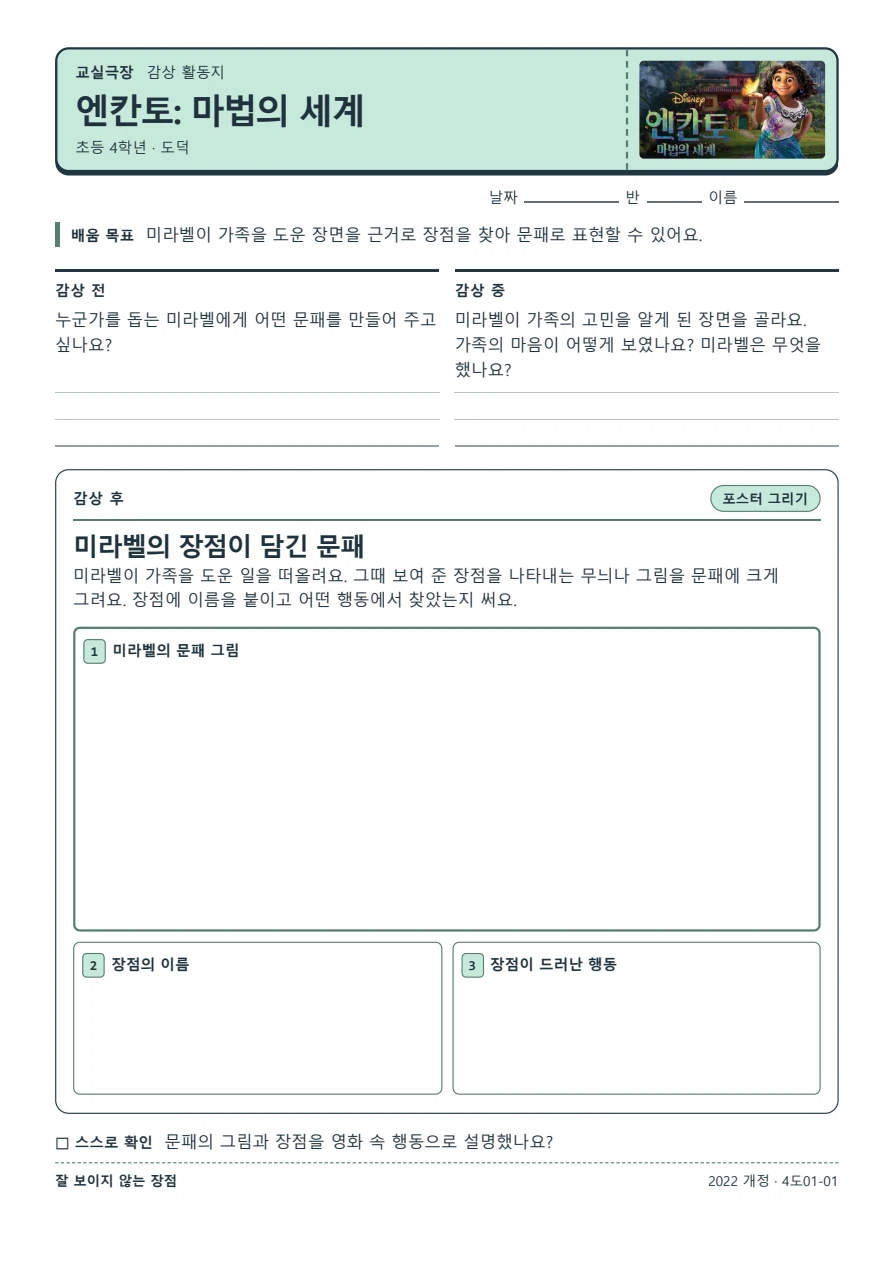 교실극장 감상 활동지
엔칸토: 마법의 세계
초등 4학년 · 도덕
Disney
엔칸토
마법의 세계
날짜 반 이름
배움 목표 미라벨이 가족을 도운 장면을 근거로 장점을 찾아 문패로 표현할 수 있어요.
감상 전
누군가를 돕는 미라벨에게 어떤 문패를 만들어 주고
싶나요?
감상 중
미라벨이 가족의 고민을 알게 된 장면을 골라요.
가족의 마음이 어떻게 보였나요? 미라벨은 무엇을
했나요?
감상 후
포스터 그리기
미라벨의 장점이 담긴 문패
미라벨이 가족을 도운 일을 떠올려요. 그때 보여 준 장점을 나타내는 무늬나 그림을 문패에 크게
그려요. 장점에 이름을 붙이고 어떤 행동에서 찾았는지 써요.
1 미라벨의 문패 그림
2 장점의 이름
3 장점이 드러난 행동
□ 스스로 확인 문패의 그림과 장점을 영화 속 행동으로 설명했나요?
잘 보이지 않는 장점
2022 개정 · 4도01-01